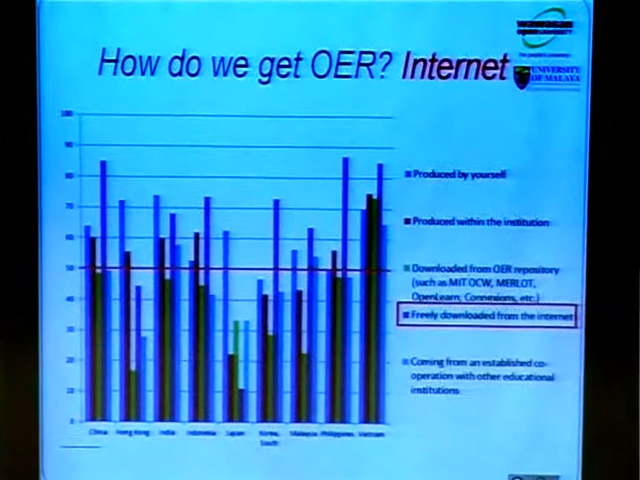 wawasan
open UNIVERSITY
How do we get OER? Internet
UNIVERSITY
OF MALAYA
100
90
80
70
60
50
40
30
20
10
0
China
Hong Kong
India
Indonesia
Japan
Korea,
South
Malaysia
Philippines
Vietnam
Produced by yourself
Produced within the institution
Downloaded from OER repository
(such as MIT OCW, MERLOT,
OpenLearn, Connexions, etc.)
Freely downloaded from the internet
Coming from an established co-
operation with other educational
institutions